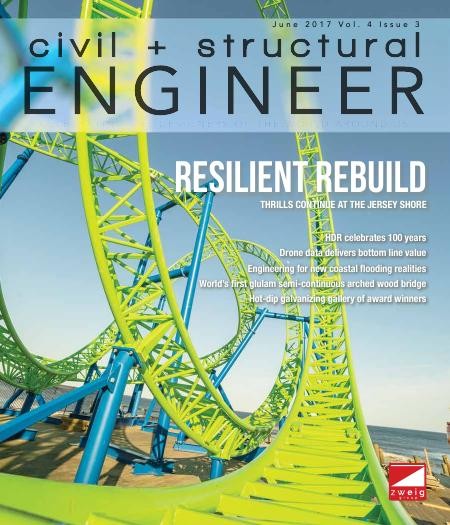 June 2017 Vol. 4 Issue 3
civil + structural
ENGINEER
RESILIENT REBUILD
THRILLS CONTINUE AT THE JERSEY SHORE
HDR celebrates 100 years
Drone data delivers bottom line value
Engineering for new coastal flooding realities
World's first glulam semi-continuous arched wood bridge
Hot-dip galvanizing gallery of award winners
zweig
group